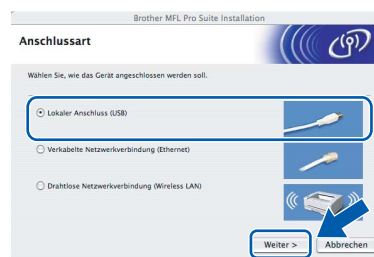 Brother MFL Pro Suite Installation
Anschlussart
Wählen Sie, wie das Gerät angeschlossen werden soll.
Lokaler Anschluss (USB)
Verkabelte Netzwerkverbindung (Ethernet)
Drahtlose Netzwerkverbindung (Wireless LAN)
Weiter > Abbrechen